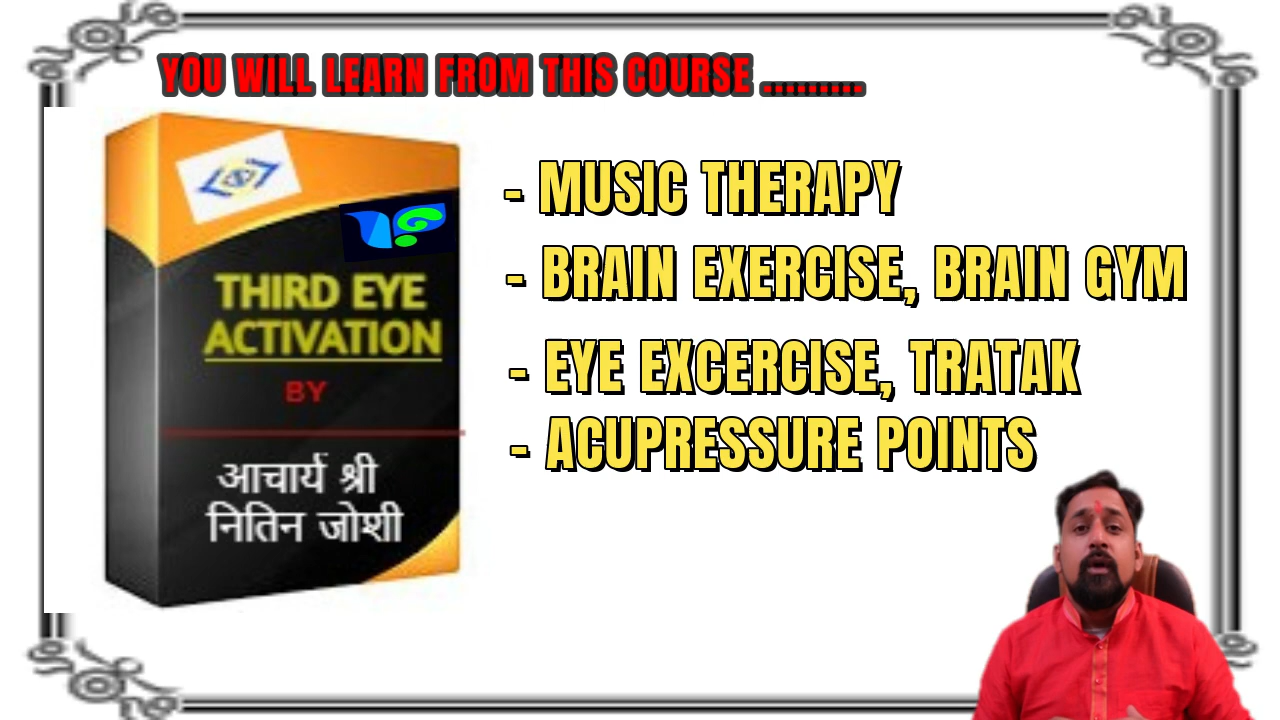 YOU WILL LEARN FROM THIS COURSE .........
THIRD EYE
ACTIVATION
BY
आचार्य श्री
नितिन जोशी
- MUSIC THERAPY
- BRAIN EXERCISE, BRAIN GYM
- EYE EXCERCISE, TRATAK
- ACUPRESSURE POINTS